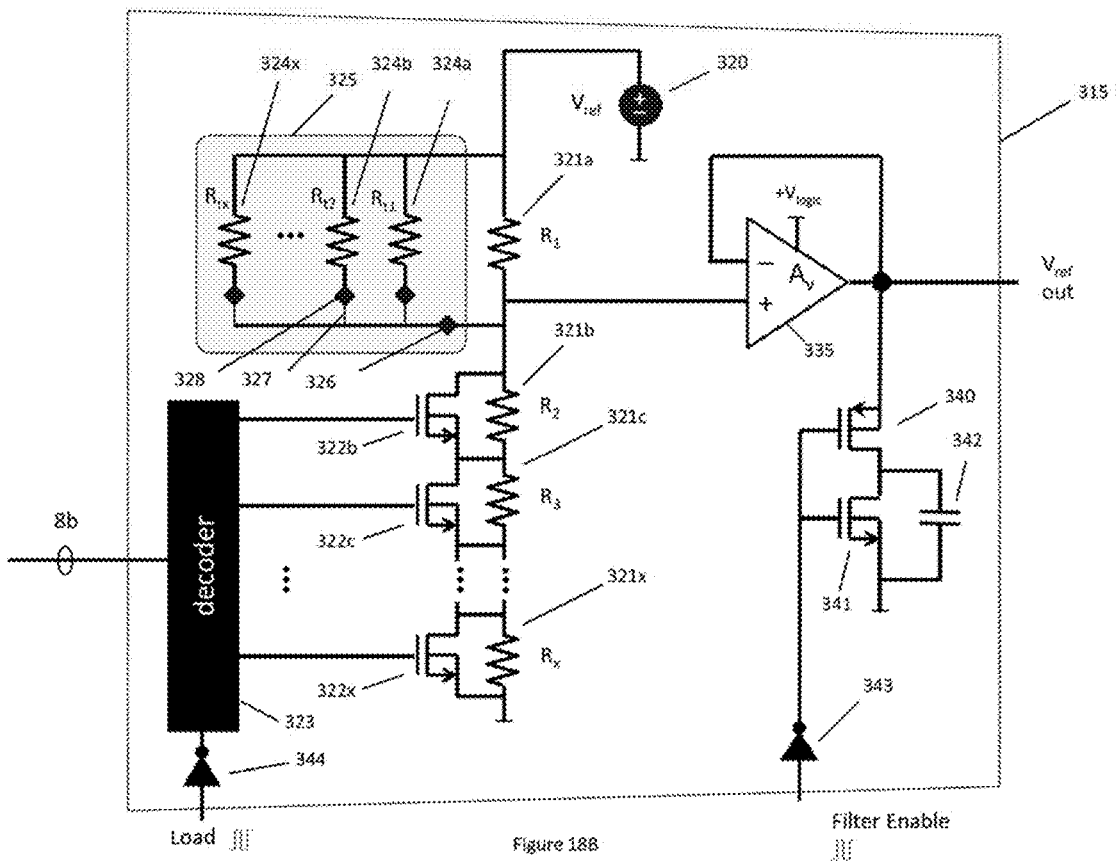 324x
325
324b
324a
320
V_ref
315
321a
R_tx
R_t2
R_t1
R_1
+V_logic
A_v
V_ref
out
335
328
327
326
321b
R_2
321c
322b
340
342
R_3
8b
322c
decoder
321x
341
R_x
322x
323
343
344
Load
Filter Enable
Figure 18B